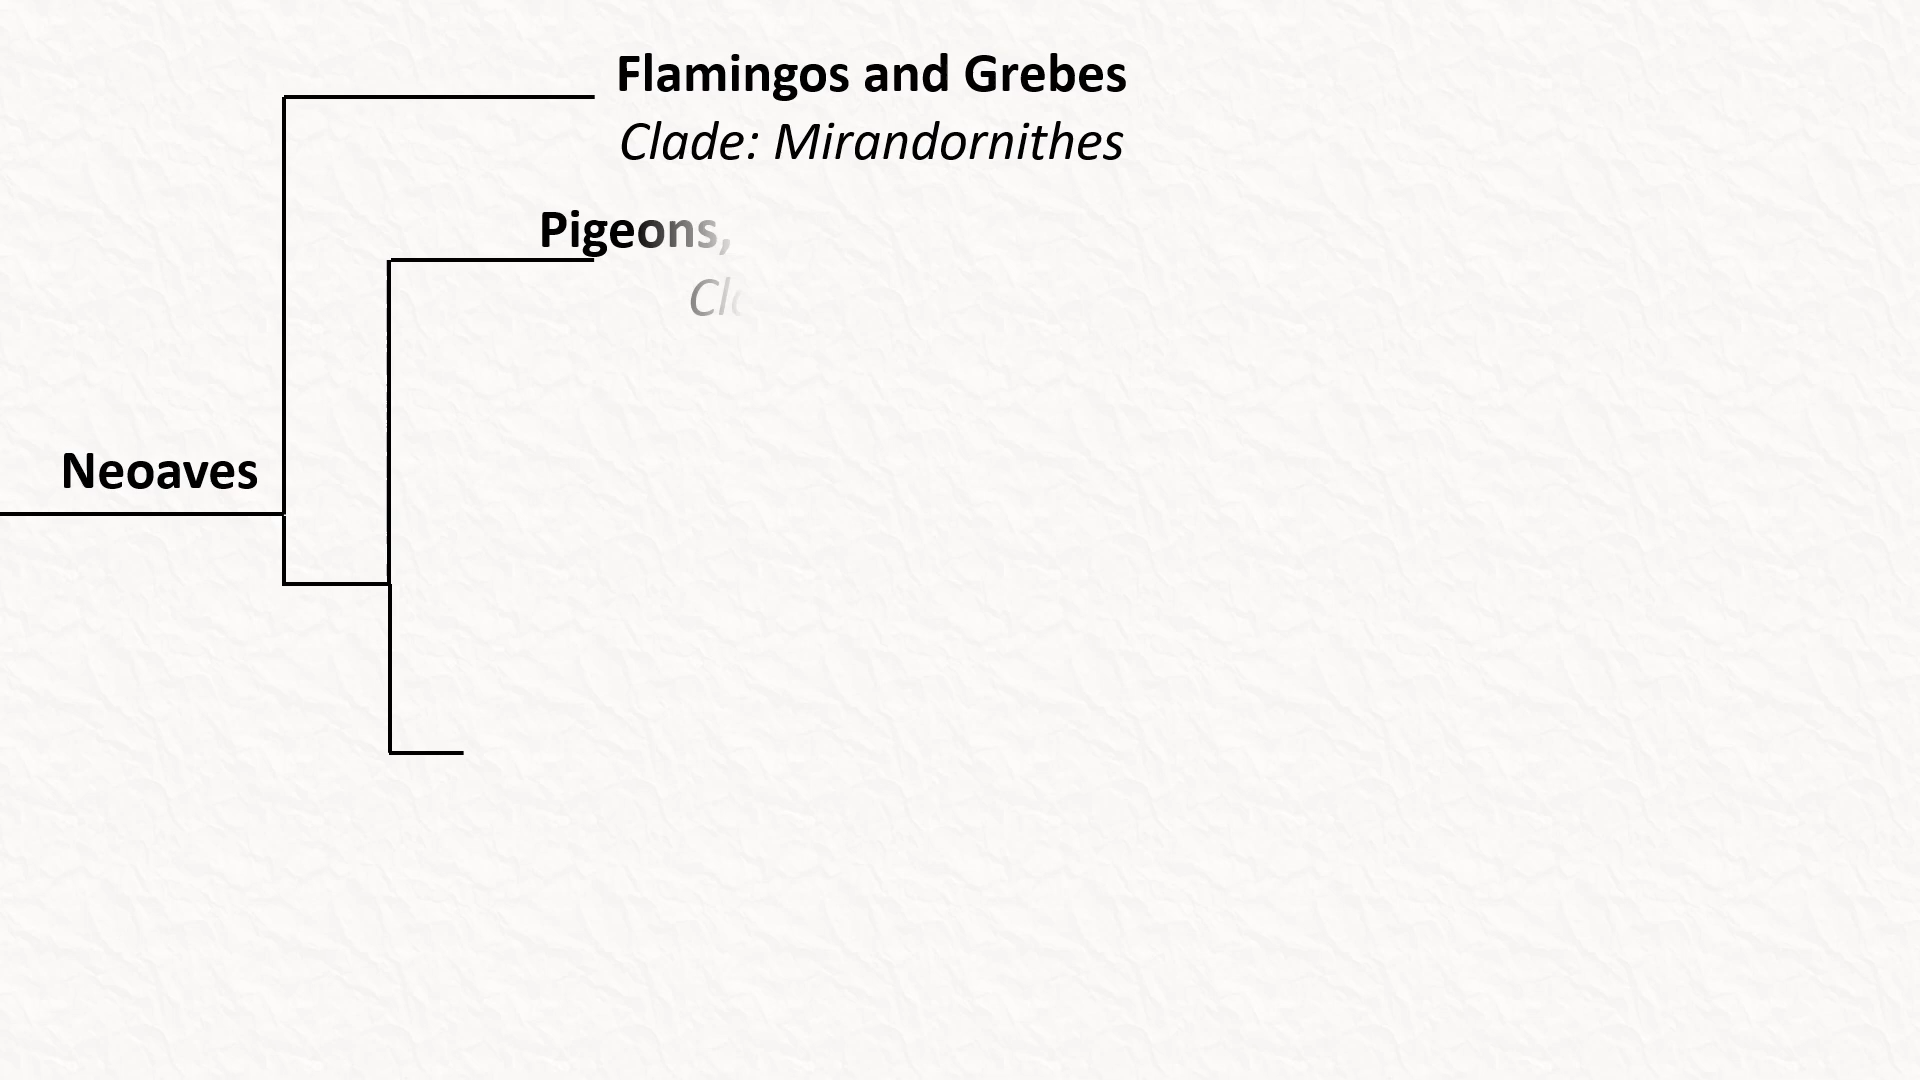 Flamingos and Grebes
Clade: Mirandornithes
Pigeons,
Neoaves